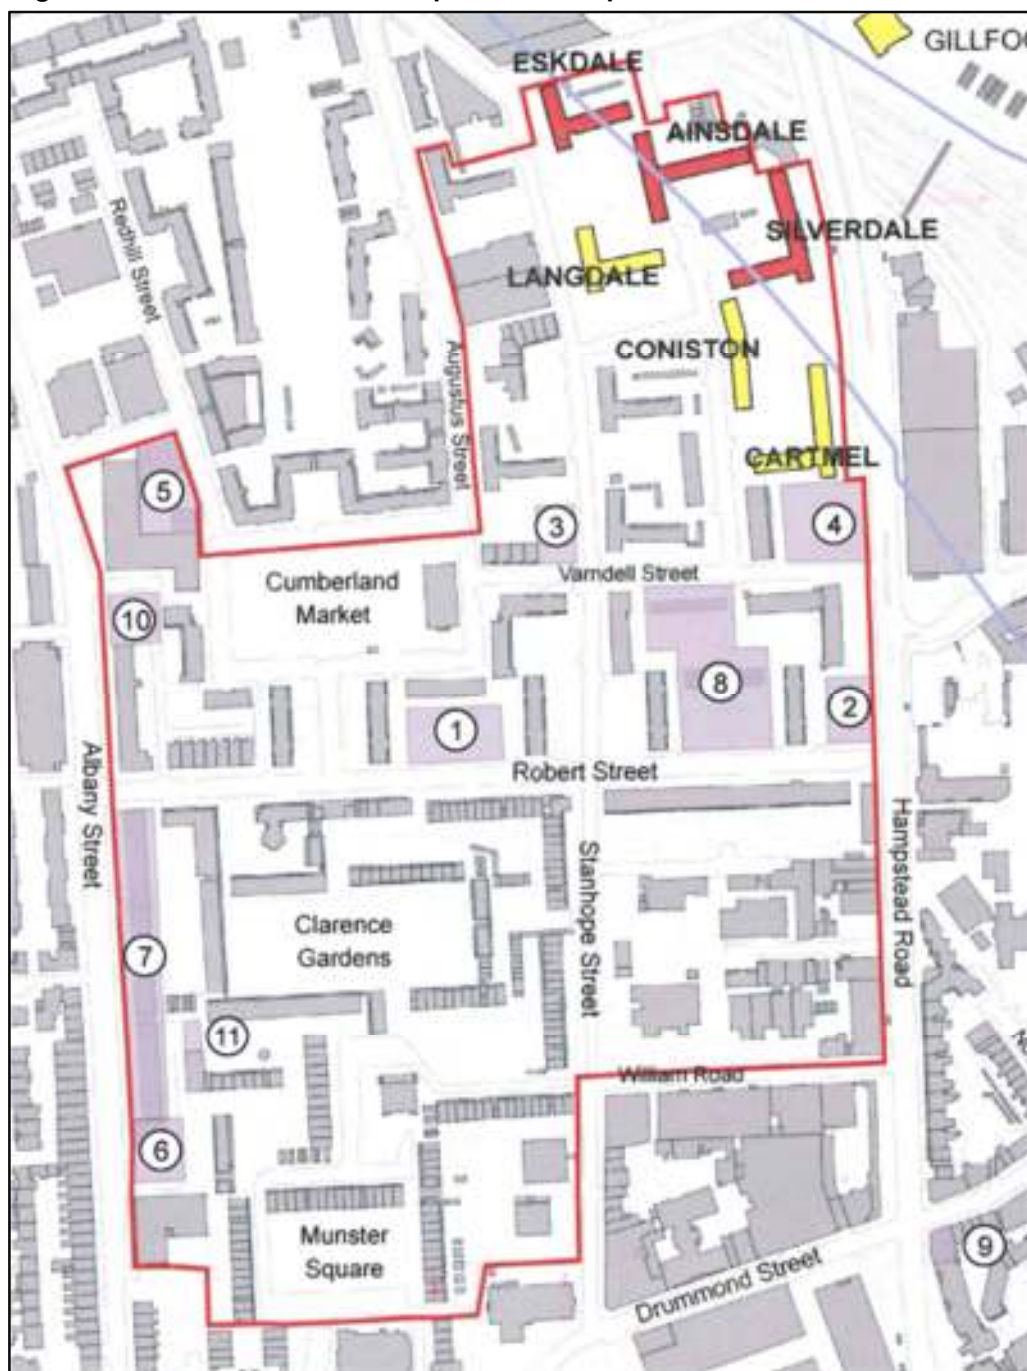 ESKDALE
GILLFO
AINSDALE
SILVERDALE
LANGDALE
CONISTON
CARTMEL
Redhill Street
Augustus Street
5
3
4
Varndell Street
Cumberland
Market
10
8
2
1
Robert Street
Albany Street
Hampstead Road
Stanhope Street
Clarence
Gardens
7
11
William Road
6
Munster
Square
9
Drummond Street